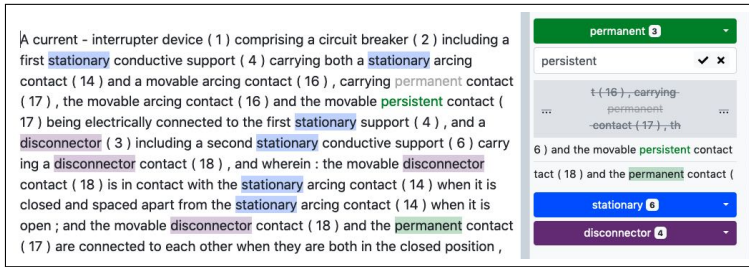 A current - interrupter device ( 1 ) comprising a circuit breaker ( 2 ) including a
first stationary conductive support ( 4 ) carrying both a stationary arcing
contact ( 14 ) and a movable arcing contact ( 16 ) , carrying permanent contact
( 17 ) , the movable arcing contact ( 16 ) and the movable persistent contact (
17 ) being electrically connected to the first stationary support ( 4 ) , and a
disconnector ( 3 ) including a second stationary conductive support ( 6 ) carry
ing a disconnector contact ( 18 ) , and wherein : the movable disconnector
contact ( 18 ) is in contact with the stationary arcing contact ( 14 ) when it is
closed and spaced apart from the stationary arcing contact ( 14 ) when it is
open ; and the movable disconnector contact ( 18 ) and the permanent contact
( 17 ) are connected to each other when they are both in the closed position ,
permanent 3
persistent
t ( 16 ) , carrying
... permanent ...
contact ( 17 ) , th
6 ) and the movable persistent contact
tact ( 18 ) and the permanent contact (
stationary 6
disconnector 4